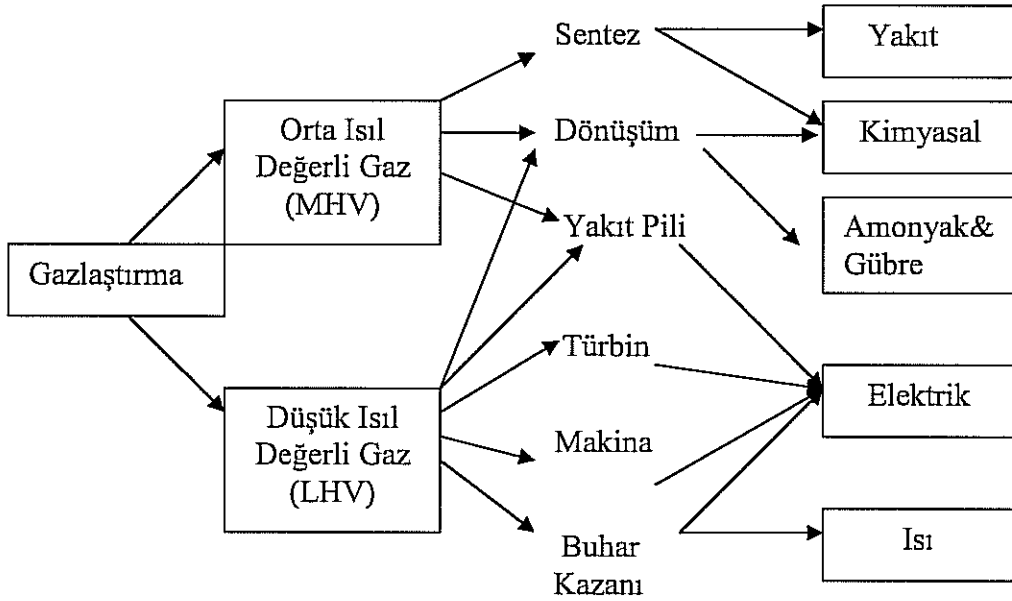 Gazlaştırma
Orta Isıl
Değerli Gaz
(MHV)
Düşük Isıl
Değerli Gaz
(LHV)
Sentez
Dönüşüm
Yakıt Pili
Türbin
Makina
Buhar
Kazanı
Yakıt
Kimyasal
Amonyak&
Gübre
Elektrik
Isı